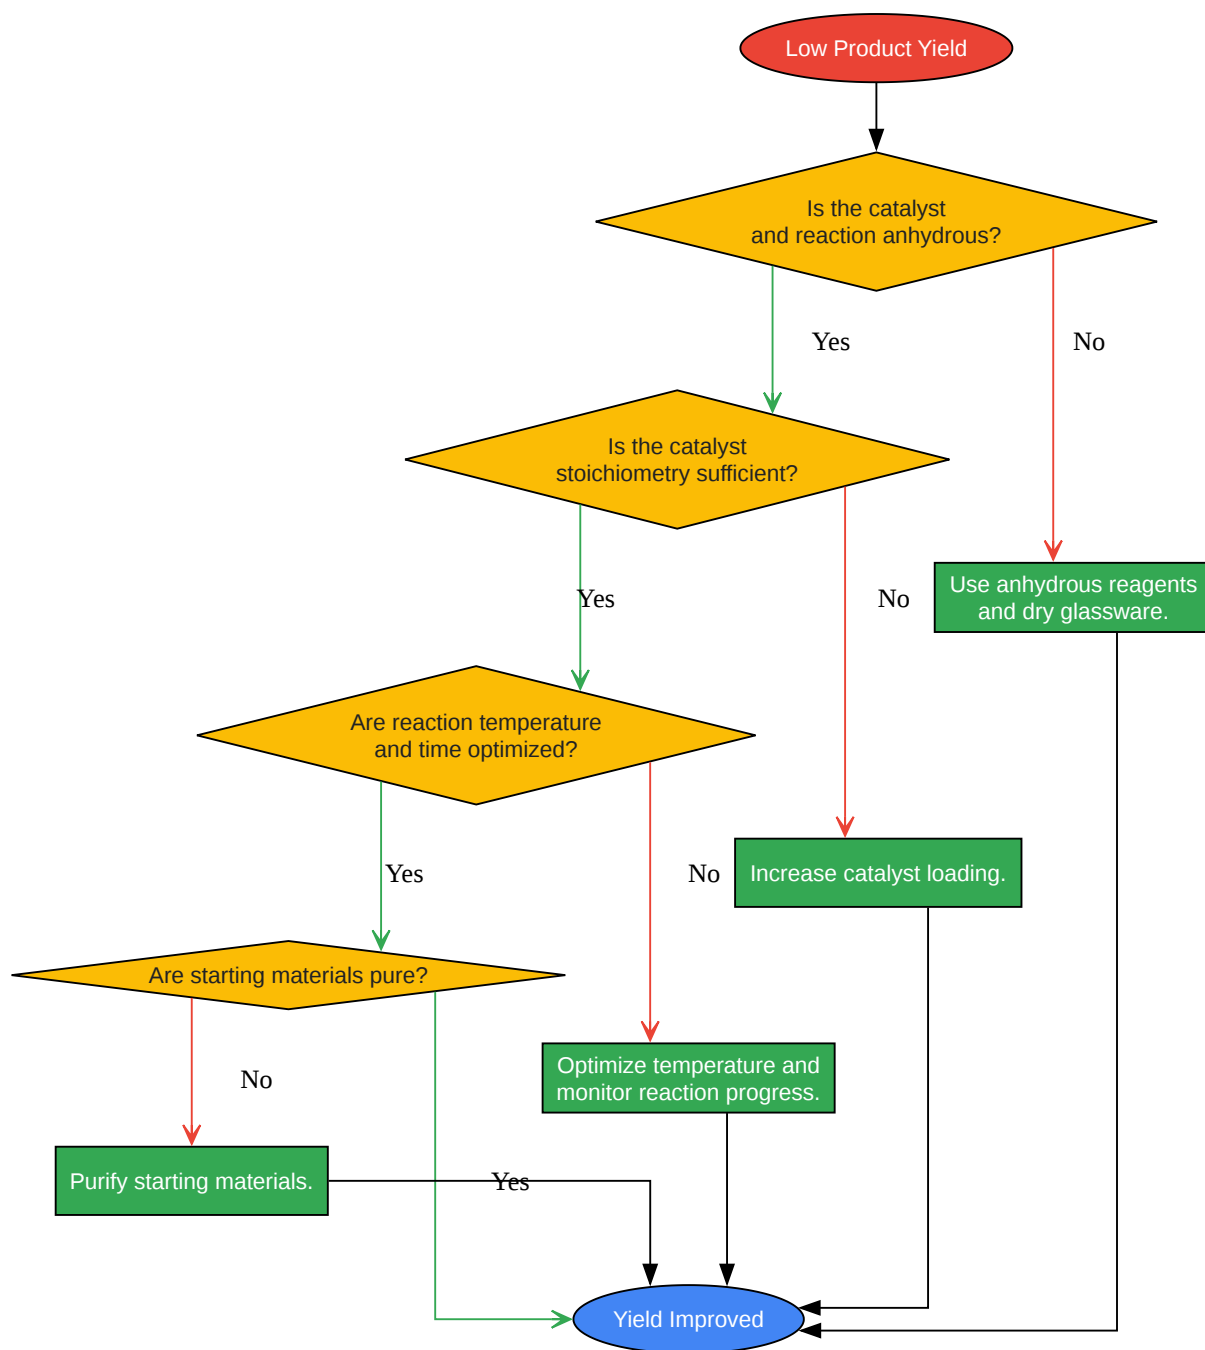 Low Product Yield
Is the catalyst
and reaction anhydrous?
Yes
No
Is the catalyst
stoichiometry sufficient?
Yes
No
Use anhydrous reagents
and dry glassware.
Are reaction temperature
and time optimized?
Yes
No
Increase catalyst loading.
Are starting materials pure?
No
Optimize temperature and
monitor reaction progress.
Purify starting materials.
Yes
Yield Improved